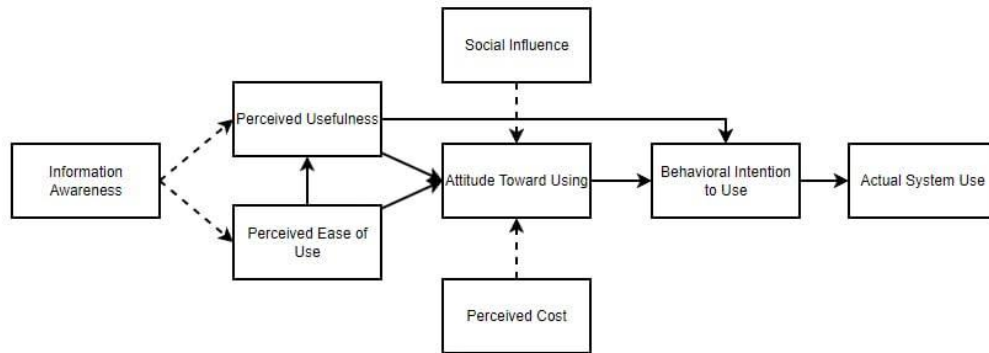 Social Influence
Perceived Usefulness
Information
Awareness
Attitude Toward Using
Behavioral Intention
to Use
Actual System Use
Perceived Ease of
Use
Perceived Cost